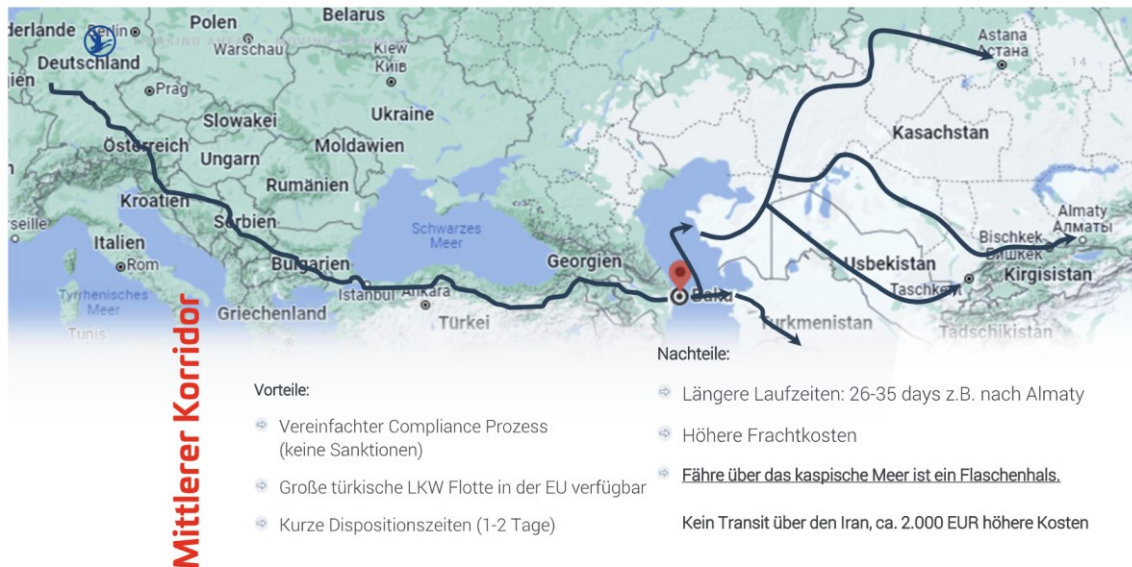 Niederlande
Berlin
Polen
Belarus
Warschau
Deutschland
Kiew
Київ
Prag
Ukraine
Slowakei
Österreich
Ungarn
Moldawien
Rumänien
Kroatien
Serbien
Italien
Rom
Bulgarien
Schwarzes
Meer
Georgien
Istanbul
Ankara
Griechenland
Türkei
Tyrrhenisches
Meer
Tunis
Baku
Astana
Астана
14
Kasachstan
Almaty
Алматы
Bischkek
Бишкек
Usbekistan
Kirgisistan
Taschkent
Turkmenistan
Tadschikistan
Mittlerer Korridor
Vorteile:
Vereinfachter Compliance Prozess
(keine Sanktionen)
Große türkische LKW Flotte in der EU verfügbar
Kurze Dispositionszeiten (1-2 Tage)
Nachteile:
Längere Laufzeiten: 26-35 days z.B. nach Almaty
Höhere Frachtkosten
Fähre über das kaspische Meer ist ein Flaschenhals.
Kein Transit über den Iran, ca. 2.000 EUR höhere Kosten